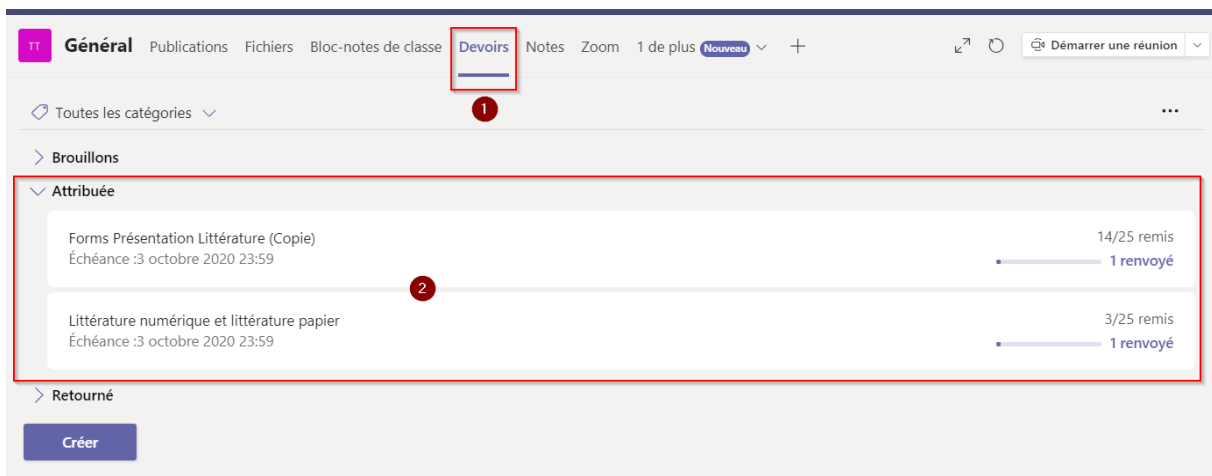 TT Général Publications Fichiers Bloc-notes de classe Devoirs Notes Zoom 1 de plus Nouveau + Démarrer une réunion
1
Toutes les catégories ...
Brouillons
Attribuée
Forms Présentation Littérature (Copie) 14/25 remis
Échéance :3 octobre 2020 23:59 1 renvoyé
2
Littérature numérique et littérature papier 3/25 remis
Échéance :3 octobre 2020 23:59 1 renvoyé
Retourné
Créer